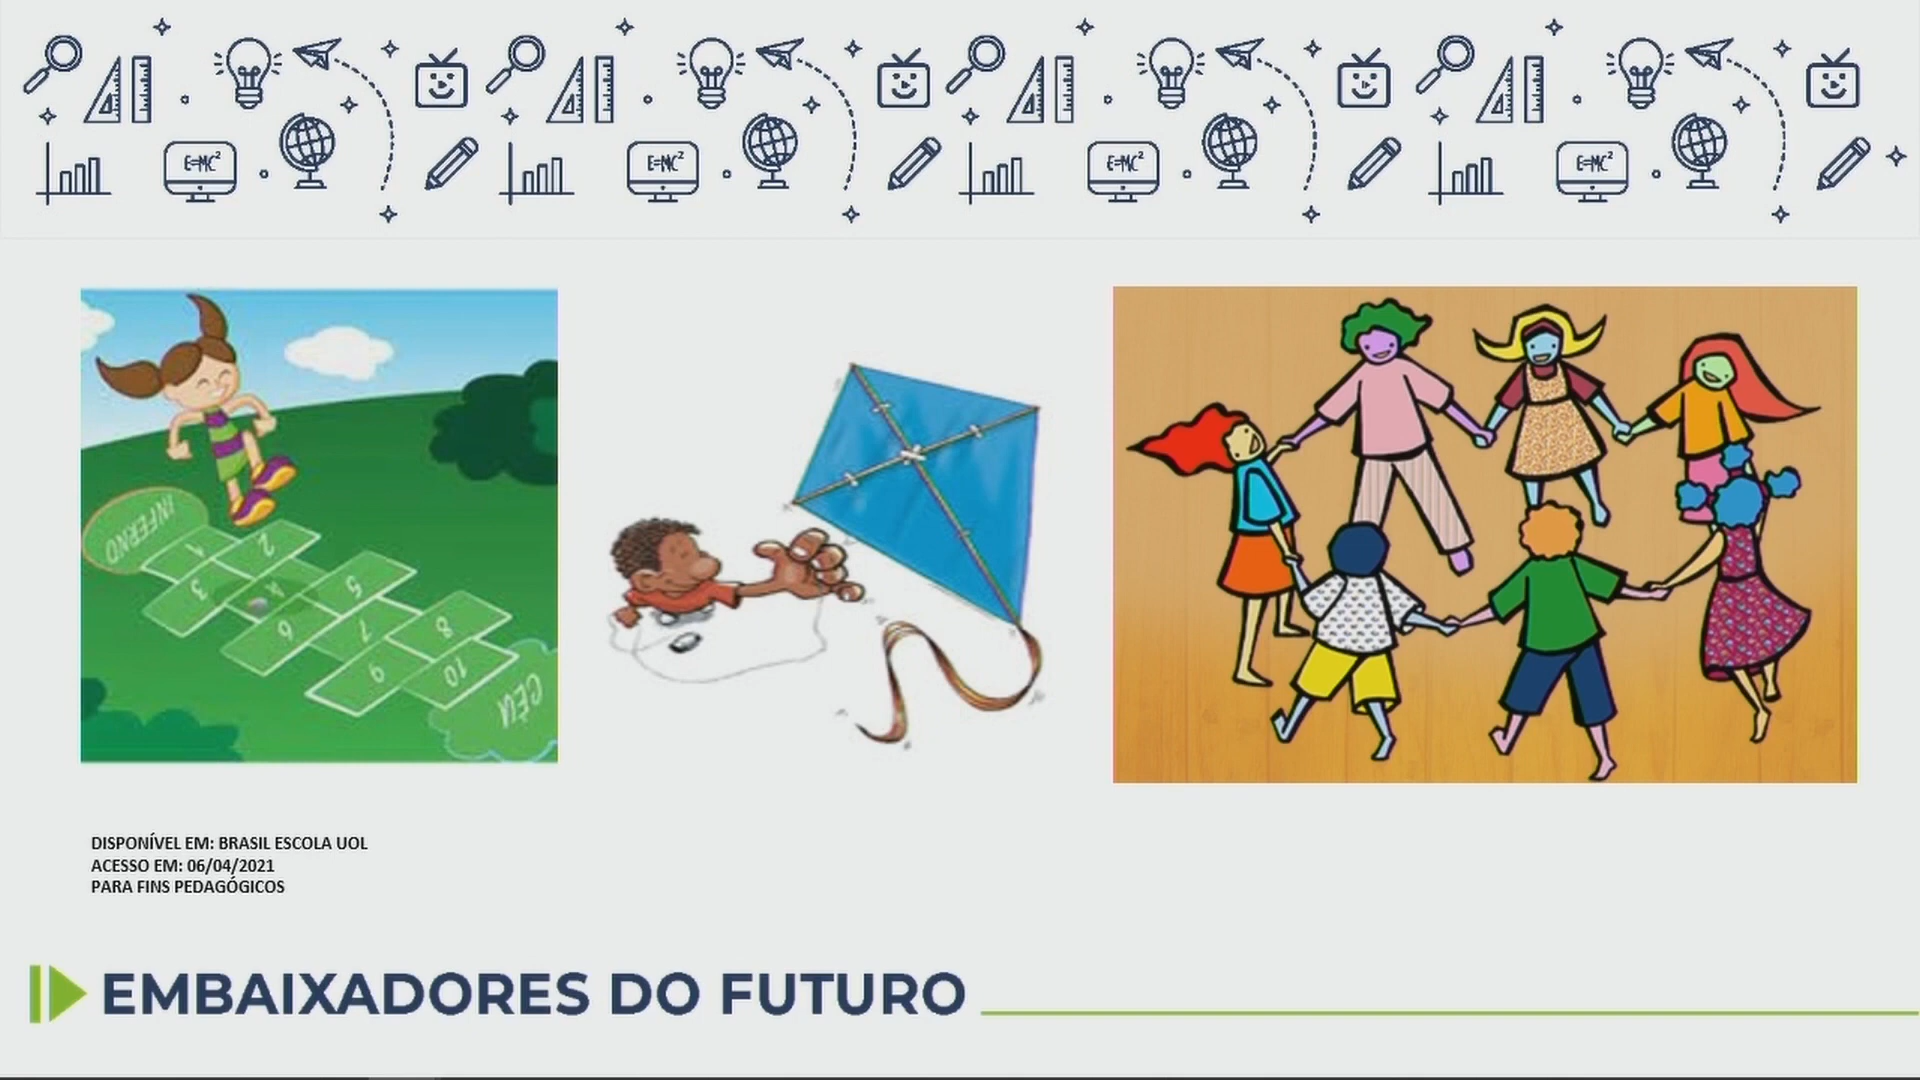 E=MC²
E=MC²
E=MC²
E=MC²
INFERNO
1
2
3
4
5
6
7
8
9
10
CÉU
DISPONÍVEL EM: BRASIL ESCOLA UOL
ACESSO EM: 06/04/2021
PARA FINS PEDAGÓGICOS
EMBAIXADORES DO FUTURO